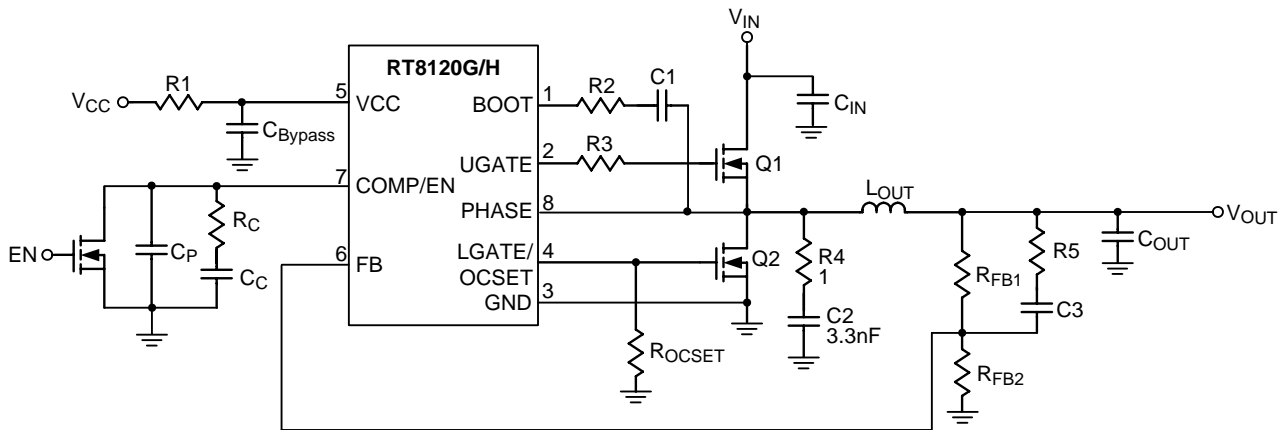 V_IN
RT8120G/H
R1
V_CC
5
VCC
C_Bypass
BOOT
1
R2
C1
C_IN
UGATE
2
R3
Q1
7
COMP/EN
PHASE
8
L_OUT
V_OUT
EN
C_P
R_C
C_C
6
FB
LGATE/
OCSET
4
GND
3
Q2
R4
1
C2
3.3nF
R_OCSET
R_FB1
R5
C3
C_OUT
R_FB2